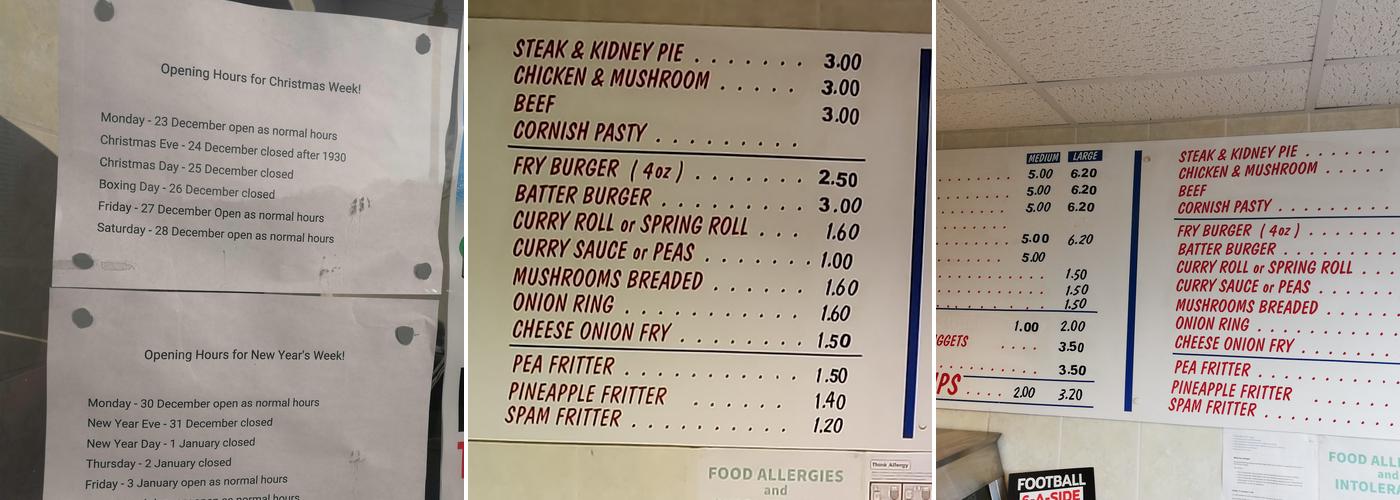 Opening Hours for Christmas Week!
Monday - 23 December open as normal hours
Christmas Eve - 24 December closed after 1930
Christmas Day - 25 December closed
Boxing Day - 26 December closed
Friday - 27 December Open as normal hours
Saturday - 28 December open as normal hours
Opening Hours for New Year's Week!
Monday - 30 December open as normal hours
New Year Eve - 31 December closed
New Year Day - 1 January closed
Thursday - 2 January closed
Friday - 3 January open as normal hours
open as normal hours
STEAK & KIDNEY PIE . . . . . . . 3.00
CHICKEN & MUSHROOM . . . . . 3.00
BEEF 3.00
CORNISH PASTY . . . . . . . . .
FRY BURGER ( 4oz ) . . . . . . . 2.50
BATTER BURGER . . . . . . . . . 3.00
CURRY ROLL or SPRING ROLL . . . 1.60
CURRY SAUCE or PEAS . . . . . . 1.00
MUSHROOMS BREADED . . . . . . 1.60
ONION RING . . . . . . . . . . . 1.60
CHEESE ONION FRY . . . . . . . . 1.50
PEA FRITTER . . . . . . . . . . . 1.50
PINEAPPLE FRITTER . . . . . . 1.40
SPAM FRITTER . . . . . . . . . . 1.20
FOOD ALLERGIES
and
Think Allergy
MEDIUM LARGE
5.00 6.20
5.00 6.20
5.00 6.20
5.00 6.20
5.00
1.50
1.50
1.50
1.00 2.00
GGETS . . . . 3.50
3.50
PS . . . . 2.00 3.20
STEAK & KIDNEY PIE . . . . . . .
CHICKEN & MUSHROOM . . . . .
BEEF
CORNISH PASTY . . . . . . . . .
FRY BURGER ( 4oz ) . . . . . . .
BATTER BURGER . . . . . . . . .
CURRY ROLL or SPRING ROLL . . .
CURRY SAUCE or PEAS . . . . . .
MUSHROOMS BREADED . . . . . .
ONION RING . . . . . . . . . . .
CHEESE ONION FRY . . . . . . . .
PEA FRITTER . . . . . . . . . . .
PINEAPPLE FRITTER . . . . . .
SPAM FRITTER . . . . . . . . . .
FOOTBALL
6-A-SIDE
FOOD ALL
and
INTOLERA